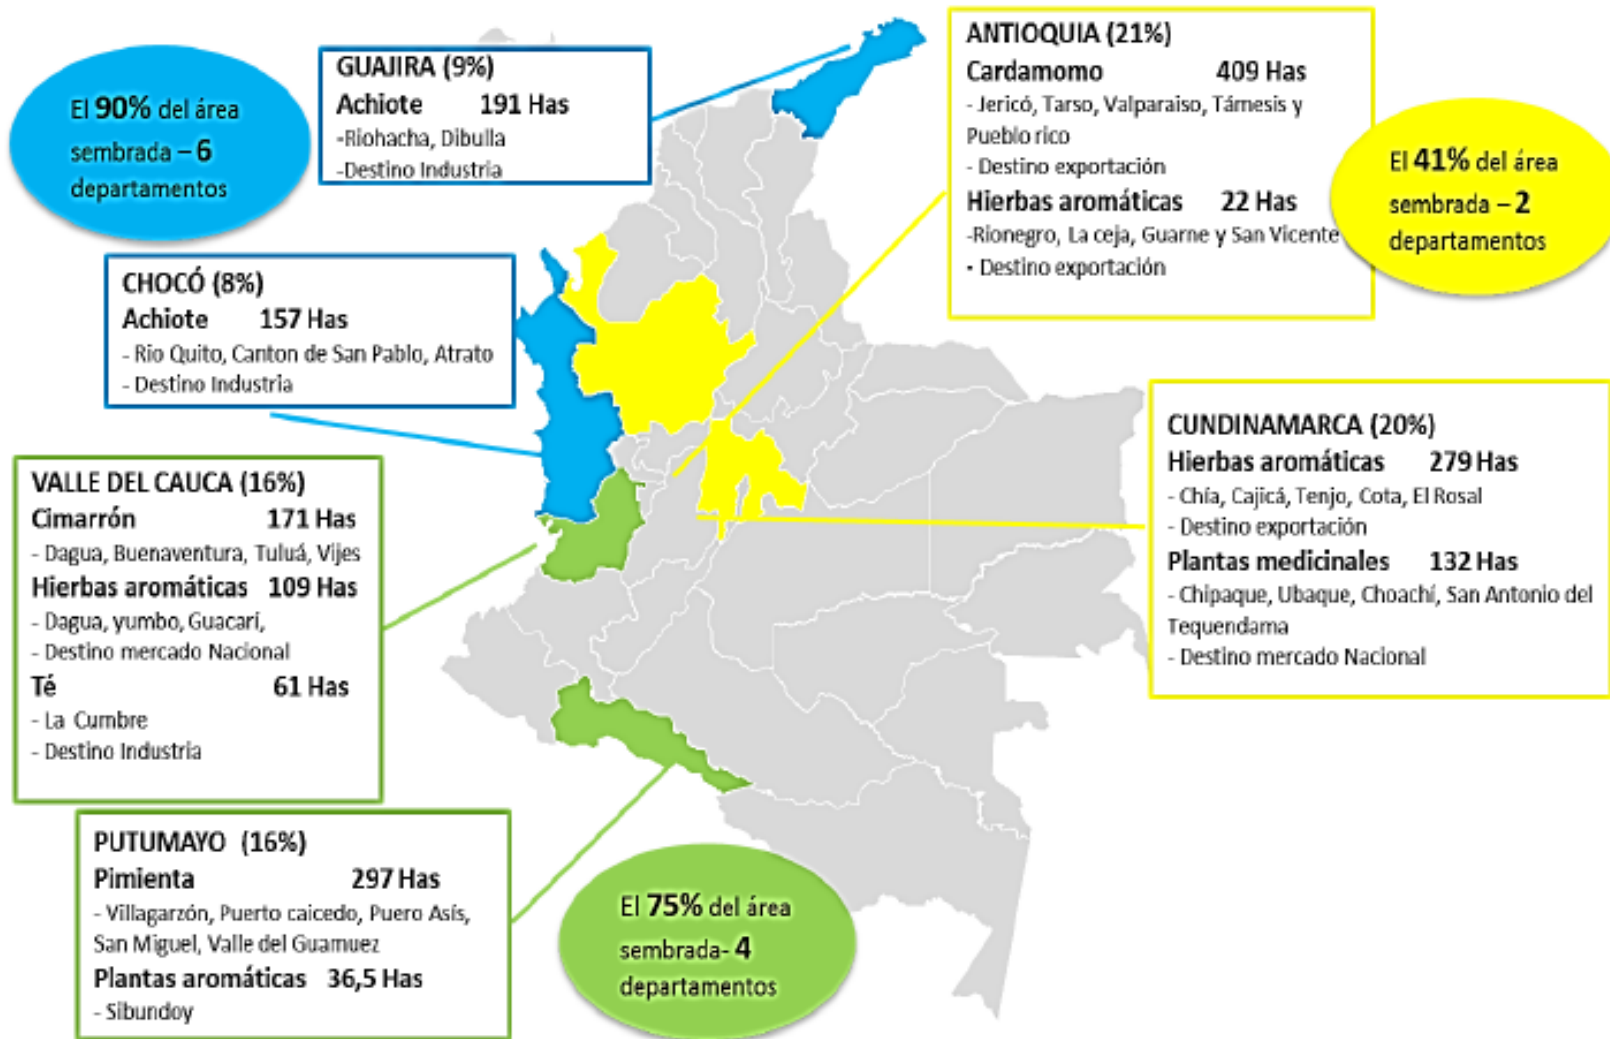 El 90% del área
sembrada – 6
departamentos
GUAJIRA (9%)
Achiote 191 Has
-Riohacha, Dibulla
-Destino Industria
ANTIOQUIA (21%)
Cardamomo 409 Has
- Jericó, Tarso, Valparaiso, Támesis y
Pueblo rico
- Destino exportación
Hierbas aromáticas 22 Has
-Rionegro, La ceja, Guarne y San Vicente
• Destino exportación
El 41% del área
sembrada – 2
departamentos
CHOCÓ (8%)
Achiote 157 Has
- Rio Quito, Canton de San Pablo, Atrato
- Destino Industria
CUNDINAMARCA (20%)
Hierbas aromáticas 279 Has
- Chía, Cajicá, Tenjo, Cota, El Rosal
- Destino exportación
Plantas medicinales 132 Has
- Chipaque, Ubaque, Choachí, San Antonio del
Tequendama
- Destino mercado Nacional
VALLE DEL CAUCA (16%)
Cimarrón 171 Has
- Dagua, Buenaventura, Tuluá, Vijes
Hierbas aromáticas 109 Has
- Dagua, yumbo, Guacarí,
- Destino mercado Nacional
Té 61 Has
- La Cumbre
- Destino Industria
PUTUMAYO (16%)
Pimienta 297 Has
- Villagarzón, Puerto caicedo, Puero Asís,
San Miguel, Valle del Guamuez
Plantas aromáticas 36,5 Has
- Sibundoy
El 75% del área
sembrada- 4
departamentos